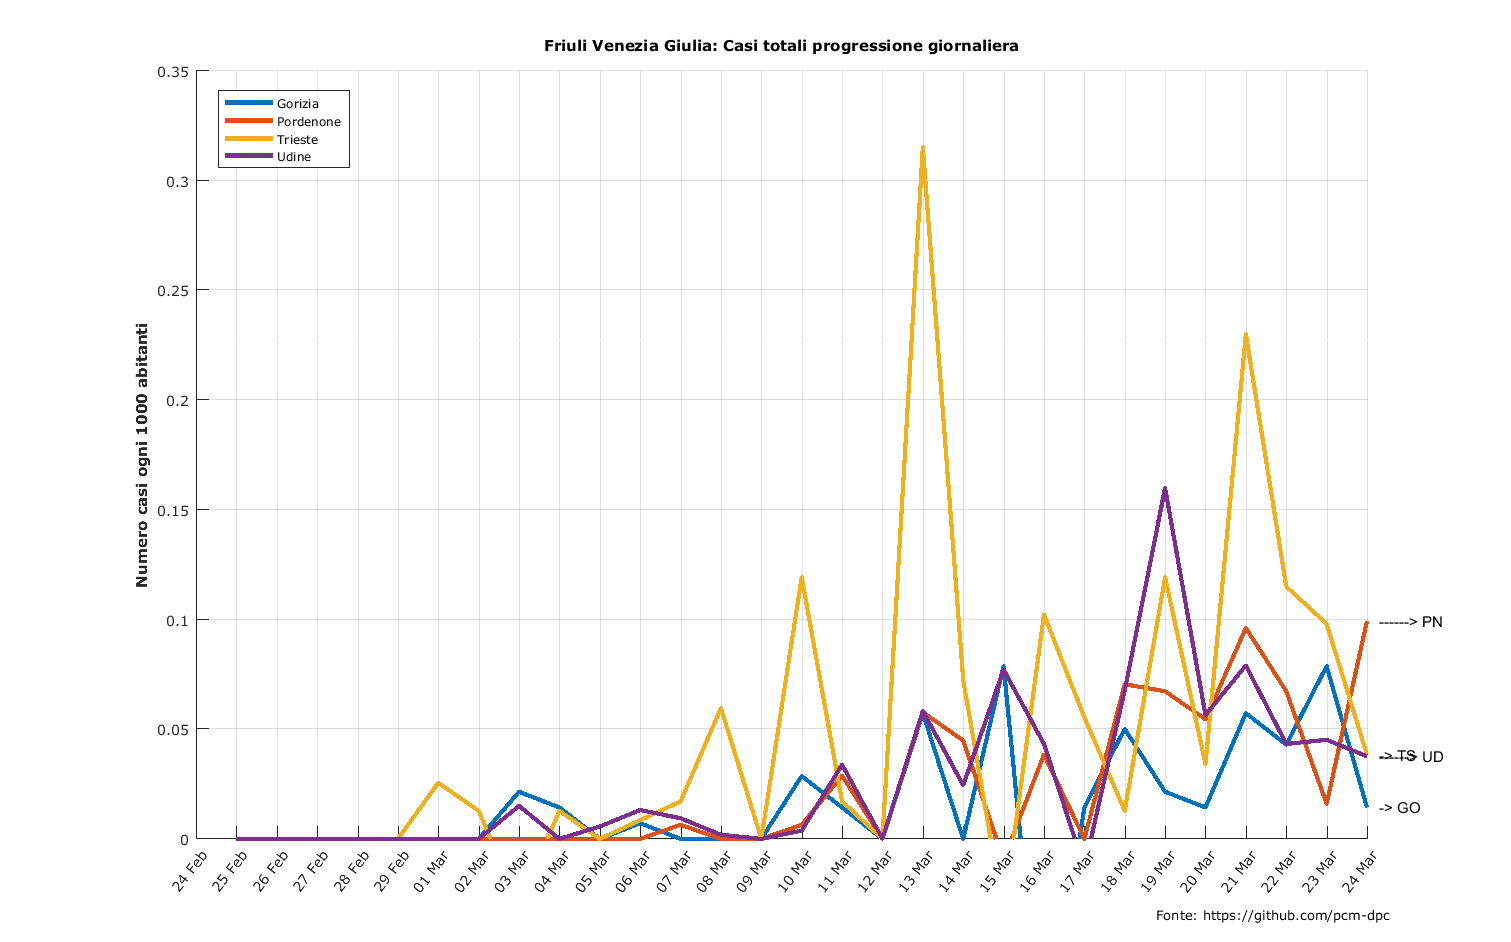 Friuli Venezia Giulia: Casi totali progressione giornaliera
0.35
0.3
0.25
0.2
0.15
0.1
0.05
0
Numero casi ogni 1000 abitanti
Gorizia
Pordenone
Trieste
Udine
------> PN
-> TS
------> UD
-> GO
24 Feb
25 Feb
26 Feb
27 Feb
28 Feb
29 Feb
01 Mar
02 Mar
03 Mar
04 Mar
05 Mar
06 Mar
07 Mar
08 Mar
09 Mar
10 Mar
11 Mar
12 Mar
13 Mar
14 Mar
15 Mar
16 Mar
17 Mar
18 Mar
19 Mar
20 Mar
21 Mar
22 Mar
23 Mar
24 Mar
Fonte: https://github.com/pcm-dpc